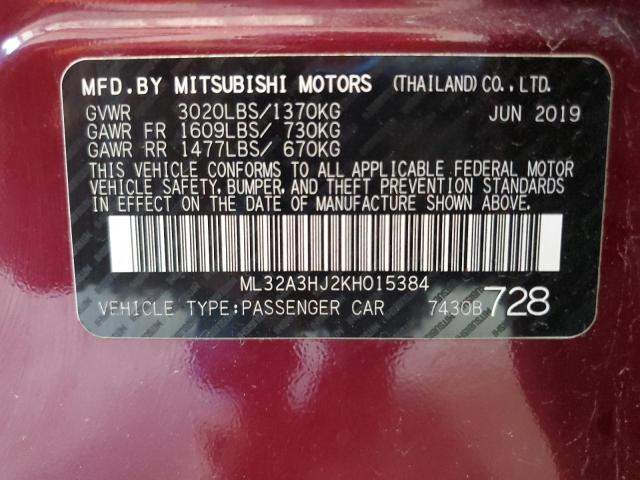 MFD.BY MITSUBISHI MOTORS (THAILAND) CO.,LTD.
GVWR 3020LBS/1370KG JUN 2019
GAWR FR 1609LBS/ 730KG
GAWR RR 1477LBS/ 670KG
THIS VEHICLE CONFORMS TO ALL APPLICABLE FEDERAL MOTOR
VEHICLE SAFETY, BUMPER, AND THEFT PREVENTION STANDARDS
IN EFFECT ON THE DATE OF MANUFACTURE SHOWN ABOVE.
ML32A3HJ2KH015384
VEHICLE TYPE:PASSENGER CAR 7430B 728